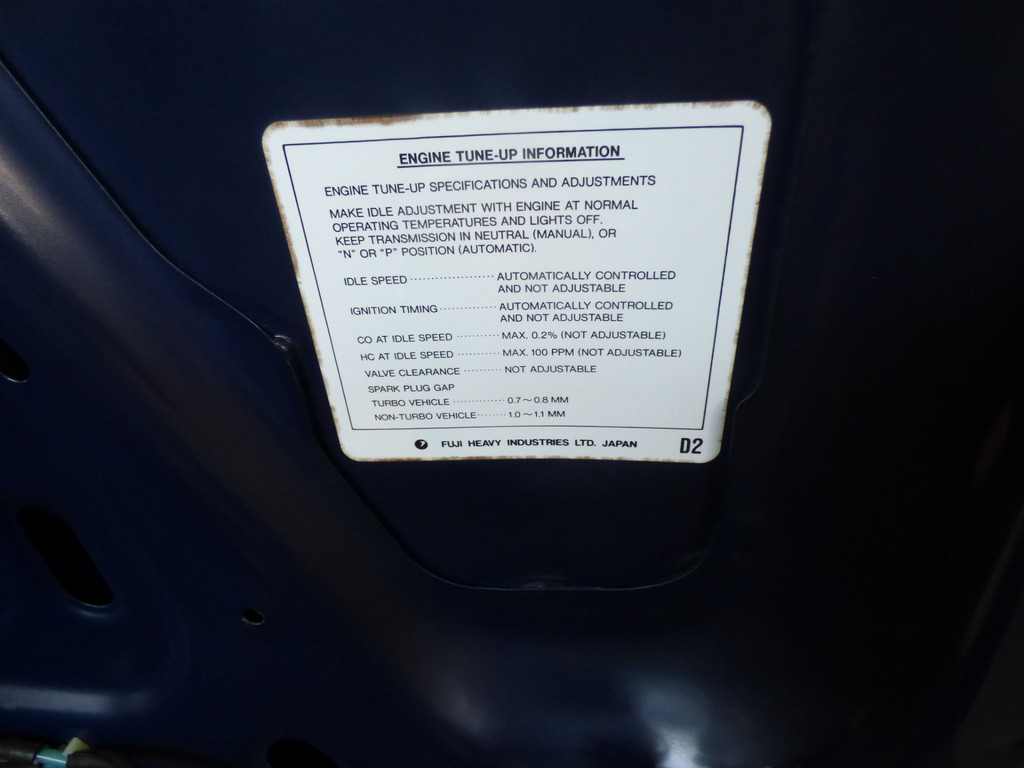 ENGINE TUNE-UP INFORMATION
ENGINE TUNE-UP SPECIFICATIONS AND ADJUSTMENTS
MAKE IDLE ADJUSTMENT WITH ENGINE AT NORMAL
OPERATING TEMPERATURES AND LIGHTS OFF.
KEEP TRANSMISSION IN NEUTRAL (MANUAL), OR
"N" OR "P" POSITION (AUTOMATIC).
IDLE SPEED ···················· AUTOMATICALLY CONTROLLED
AND NOT ADJUSTABLE
IGNITION TIMING ············· AUTOMATICALLY CONTROLLED
AND NOT ADJUSTABLE
CO AT IDLE SPEED ··········· MAX. 0.2% (NOT ADJUSTABLE)
HC AT IDLE SPEED ··········· MAX. 100 PPM (NOT ADJUSTABLE)
VALVE CLEARANCE ·········· NOT ADJUSTABLE
SPARK PLUG GAP
TURBO VEHICLE ·············· 0.7～0.8 MM
NON-TURBO VEHICLE ········ 1.0～1.1 MM
FUJI HEAVY INDUSTRIES LTD. JAPAN D2